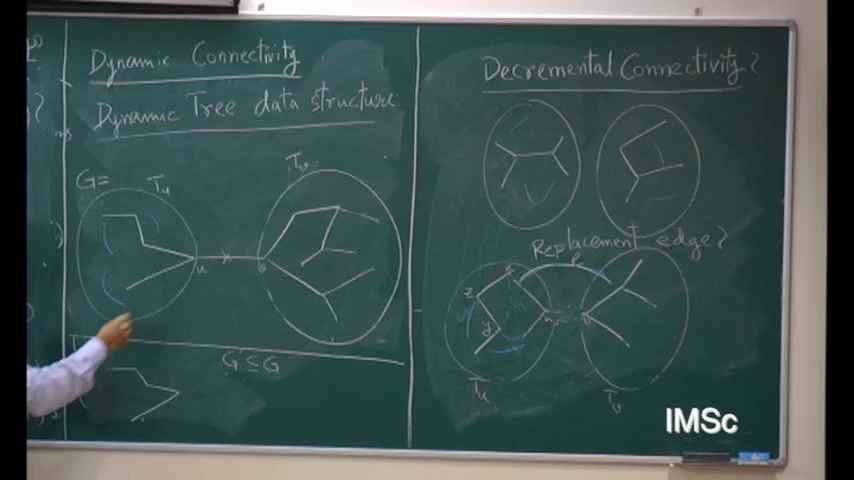 Dynamic Connectivity
Dynamic Tree data structure.
G=
Tu
Tv
u
v
G ⊆ G
Decremental Connectivity?
Replacement edge?
x
z
y
u
v
Tu
Tv
IMSc